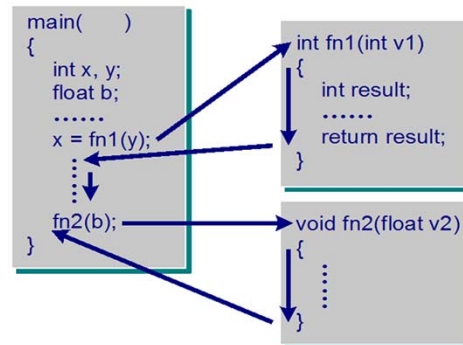 main(      )
{
int x, y;
float b;
......
x = fn1(y);
fn2(b);
}
int fn1(int v1)
{
int result;
......
return result;
}
void fn2(float v2)
{
}